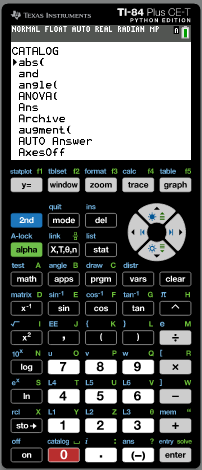 TEXAS INSTRUMENTS TI-84 Plus CE-T
PYTHON EDITION
NORMAL FLOAT AUTO REAL RADIAN MP
CATALOG
▶abs(
and
angle(
ANOVA(
Ans
Archive
augment(
AUTO Answer
AxesOff
statplot f1 tblset f2 format f3 calc f4 table f5
y= window zoom trace graph
quit ins
2nd mode del
A-lock link list
alpha X,T,θ,n stat
test A angle B draw C distr
math apps prgm vars clear
matrix D sin⁻¹ E cos⁻¹ F tan⁻¹ G π H
x⁻¹ sin cos tan ^
√ I EE J { K } L e M
x² , ( ) ÷
10ˣ N u O v P w Q [ R
log 7 8 9 ×
eˣ S L4 T L5 U L6 V ] W
ln 4 5 6 −
rcl X L1 Y L2 Z L3 θ mem "
sto→ 1 2 3 +
off catalog i : ans ? entry solve
on 0 . (−) enter